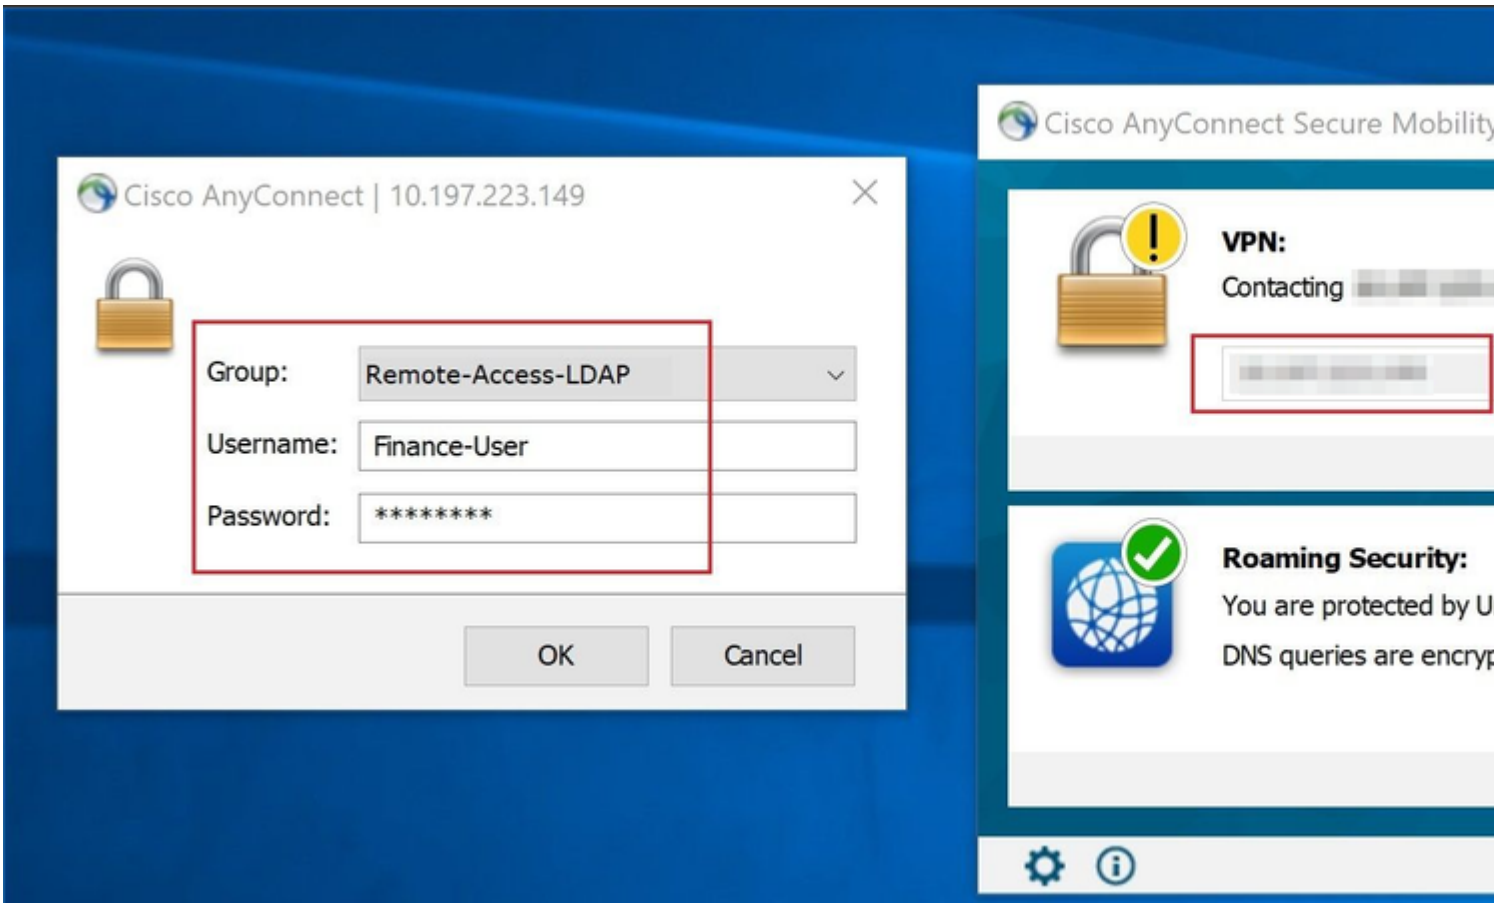 Cisco AnyConnect | 10.197.223.149
Group: Remote-Access-LDAP
Username: Finance-User
Password: ********
OK Cancel
Cisco AnyConnect Secure Mobility
VPN:
Contacting
Roaming Security:
You are protected by U
DNS queries are encryp